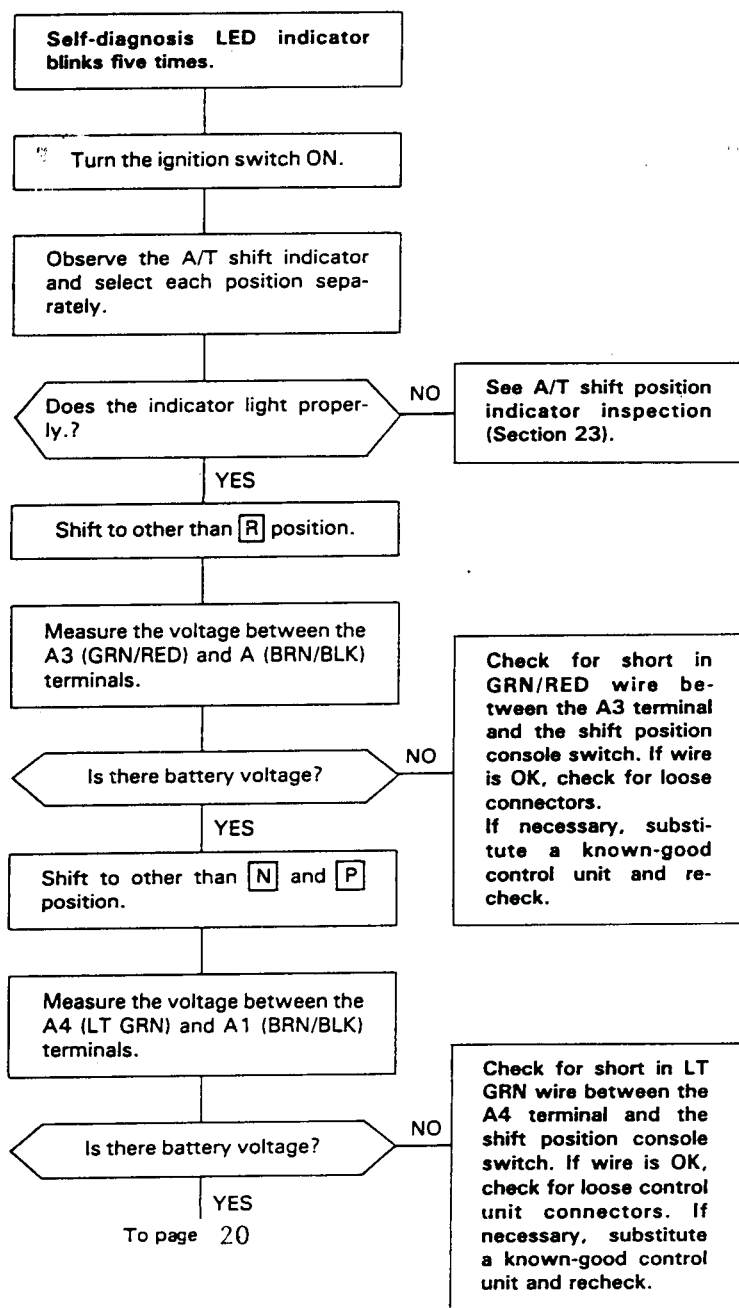 Self-diagnosis LED indicator
blinks five times.
Turn the ignition switch ON.
Observe the A/T shift indicator
and select each position sepa-
rately.
Does the indicator light proper-
ly.?
NO
See A/T shift position
indicator inspection
(Section 23).
YES
Shift to other than R position.
Measure the voltage between the
A3 (GRN/RED) and A (BRN/BLK)
terminals.
Is there battery voltage?
NO
Check for short in
GRN/RED wire be-
tween the A3 terminal
and the shift position
console switch. If wire
is OK, check for loose
connectors.
If necessary, substi-
tute a known-good
control unit and re-
check.
YES
Shift to other than N and P
position.
Measure the voltage between the
A4 (LT GRN) and A1 (BRN/BLK)
terminals.
Is there battery voltage?
NO
Check for short in LT
GRN wire between the
A4 terminal and the
shift position console
switch. If wire is OK,
check for loose control
unit connectors. If
necessary, substitute
a known-good control
unit and recheck.
YES
To page 20